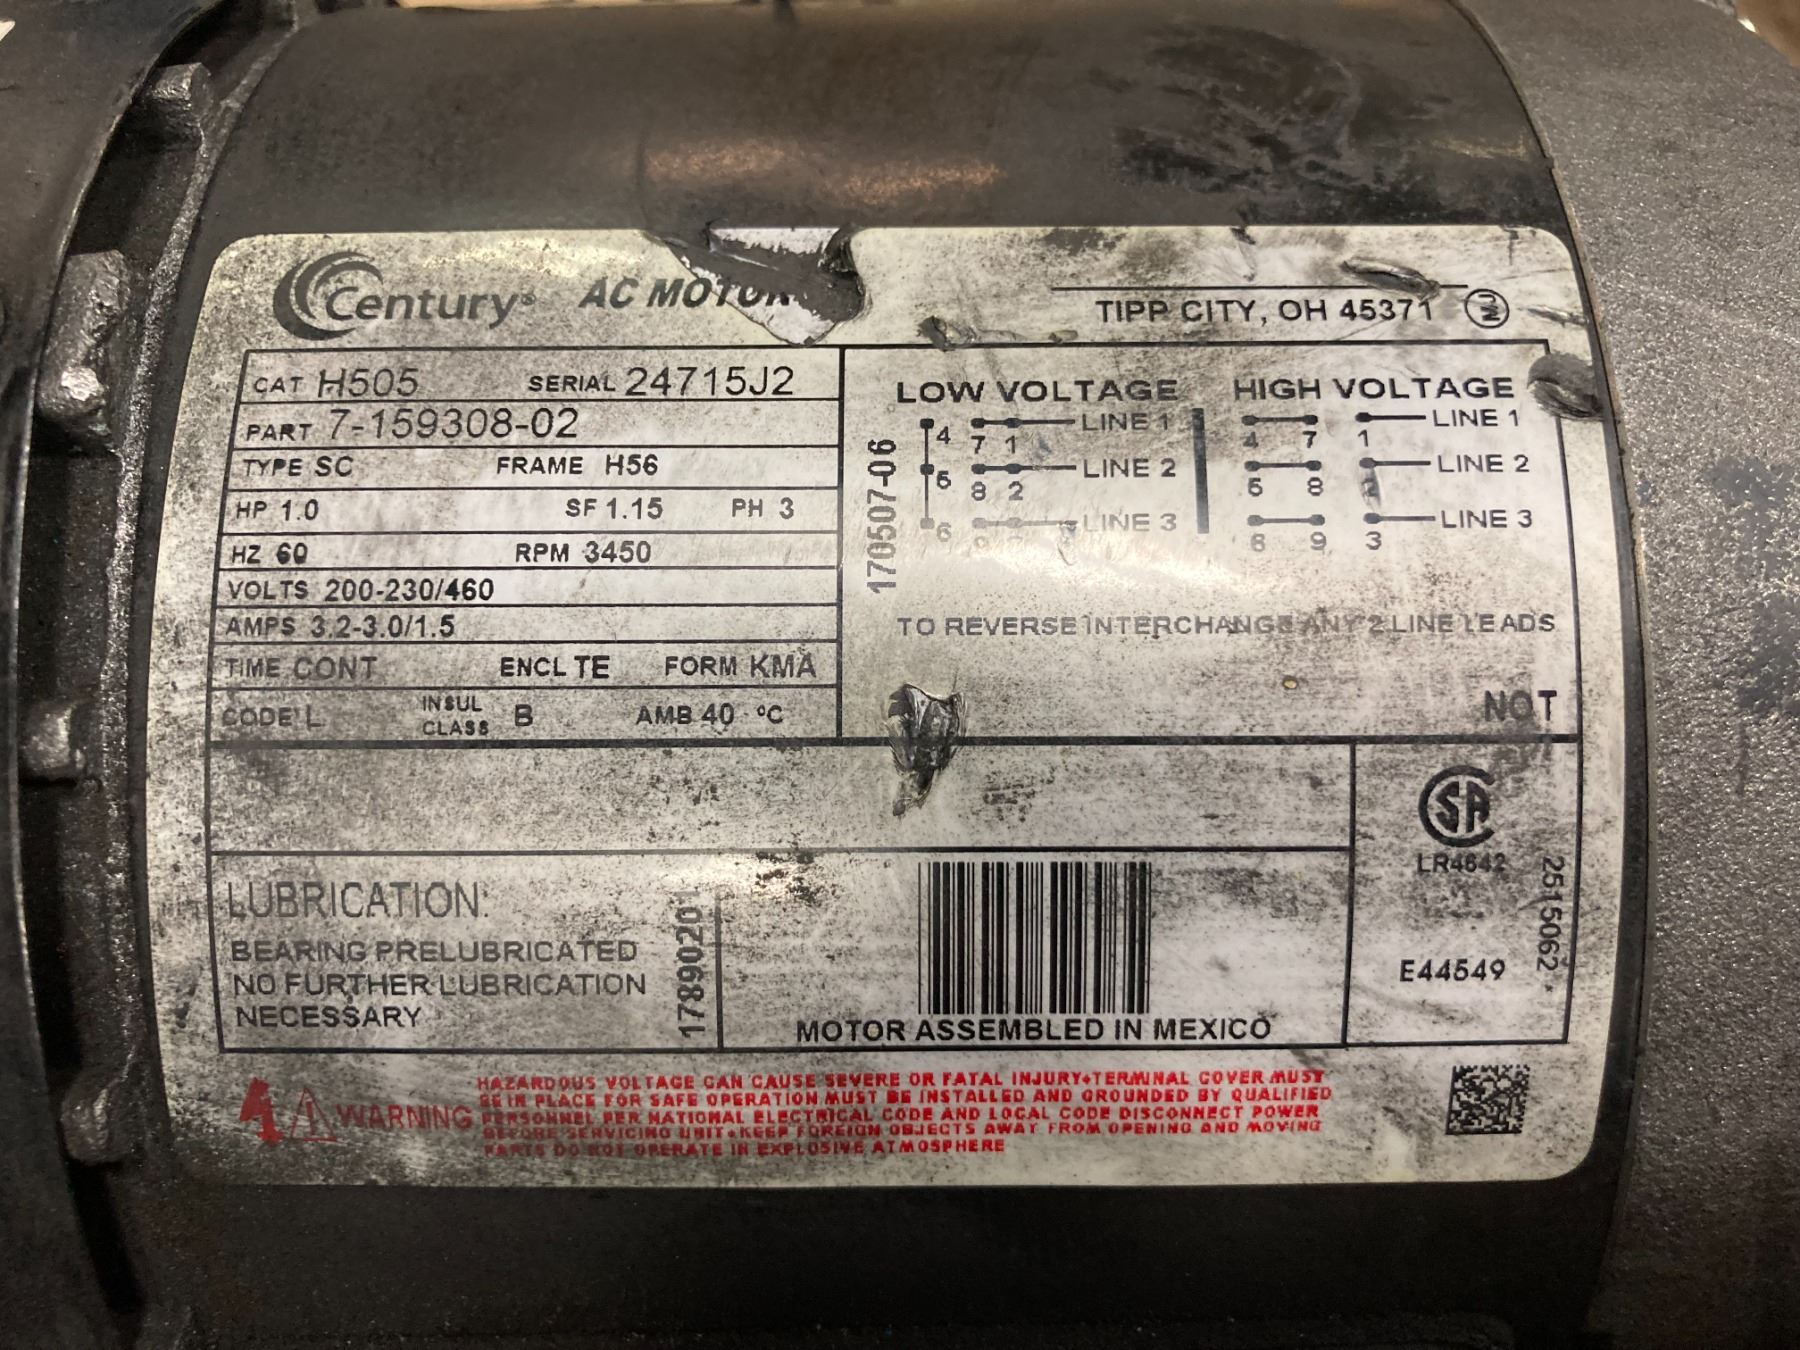 Century® AC MOTOR
TIPP CITY, OH 45371
CAT H505 SERIAL 24715J2
PART 7-159308-02
TYPE SC FRAME H56
HP 1.0 SF 1.15 PH 3
HZ 60 RPM 3450
VOLTS 200-230/460
AMPS 3.2-3.0/1.5
TIME CONT ENCL TE FORM KMA
CODE L INSUL CLASS B AMB 40 °C
170507-06
LOW VOLTAGE HIGH VOLTAGE
4 7 1 LINE 1 4 7 1 LINE 1
5 8 2 LINE 2 5 8 2 LINE 2
6 LINE 3 6 9 3 LINE 3
TO REVERSE INTERCHANGE ANY 2 LINE LEADS
NOT
LUBRICATION:
BEARING PRELUBRICATED
NO FURTHER LUBRICATION
NECESSARY
17890201
MOTOR ASSEMBLED IN MEXICO
LR4642
E44549
2515062
WARNING
HAZARDOUS VOLTAGE CAN CAUSE SEVERE OR FATAL INJURY•TERMINAL COVER MUST
BE IN PLACE FOR SAFE OPERATION MUST BE INSTALLED AND GROUNDED BY QUALIFIED
PERSONNEL PER NATIONAL ELECTRICAL CODE AND LOCAL CODE DISCONNECT POWER
BEFORE SERVICING UNIT•KEEP FOREIGN OBJECTS AWAY FROM OPENING AND MOVING
PARTS DO NOT OPERATE IN EXPLOSIVE ATMOSPHERE